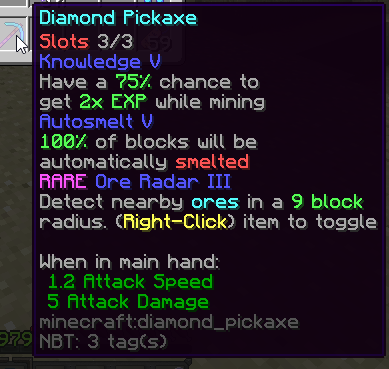 Diamond Pickaxe
Slots 3/3
Knowledge V
Have a 75% chance to
get 2x EXP while mining
Autosmelt V
100% of blocks will be
automatically smelted
RARE Ore Radar III
Detect nearby ores in a 9 block
radius. (Right-Click) item to toggle
When in main hand:
1.2 Attack Speed
5 Attack Damage
minecraft:diamond_pickaxe
NBT: 3 tag(s)